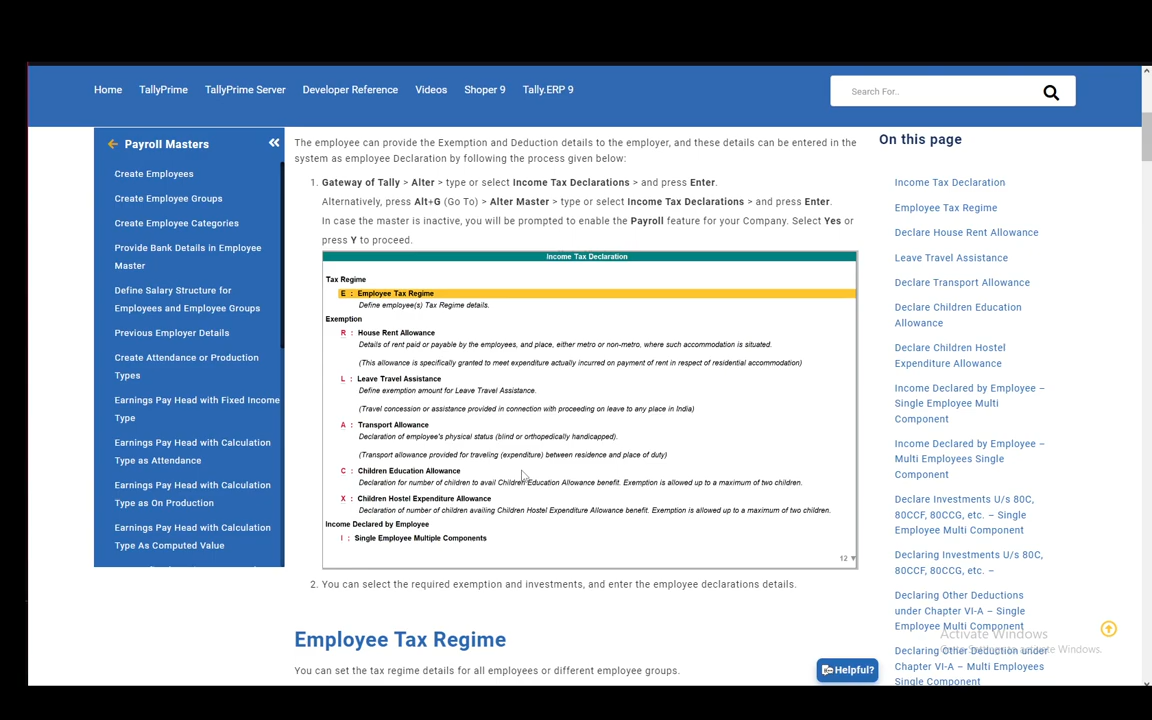 Home TallyPrime TallyPrime Server Developer Reference Videos Shoper 9 Tally.ERP 9
Search For..
Payroll Masters
Create Employees
Create Employee Groups
Create Employee Categories
Provide Bank Details in Employee
Master
Define Salary Structure for
Employees and Employee Groups
Previous Employer Details
Create Attendance or Production
Types
Earnings Pay Head with Fixed Income
Type
Earnings Pay Head with Calculation
Type as Attendance
Earnings Pay Head with Calculation
Type as On Production
Earnings Pay Head with Calculation
Type As Computed Value
The employee can provide the Exemption and Deduction details to the employer, and these details can be entered in the
system as employee Declaration by following the process given below:
1. Gateway of Tally > Alter > type or select Income Tax Declarations > and press Enter.
Alternatively, press Alt+G (Go To) > Alter Master > type or select Income Tax Declarations > and press Enter.
In case the master is inactive, you will be prompted to enable the Payroll feature for your Company. Select Yes or
press Y to proceed.
Income Tax Declaration
Tax Regime
E : Employee Tax Regime
Define employee(s) Tax Regime details.
Exemption
R : House Rent Allowance
Details of rent paid or payable by the employees, and place, either metro or non-metro, where such accommodation is situated.
(This allowance is specifically granted to meet expenditure actually incurred on payment of rent in respect of residential accommodation)
L : Leave Travel Assistance
Define exemption amount for Leave Travel Assistance.
(Travel concession or assistance provided in connection with proceeding on leave to any place in India)
A : Transport Allowance
Declaration of employee's physical status (blind or orthopedically handicapped).
(Transport allowance provided for traveling (expenditure) between residence and place of duty)
C : Children Education Allowance
Declaration for number of children to avail Children Education Allowance benefit. Exemption is allowed up to a maximum of two children.
X : Children Hostel Expenditure Allowance
Declaration of number of children availing Children Hostel Expenditure Allowance benefit. Exemption is allowed up to a maximum of two children.
Income Declared by Employee
I : Single Employee Multiple Components
12
2. You can select the required exemption and investments, and enter the employee declarations details.
Employee Tax Regime
You can set the tax regime details for all employees or different employee groups.
On this page
Income Tax Declaration
Employee Tax Regime
Declare House Rent Allowance
Leave Travel Assistance
Declare Transport Allowance
Declare Children Education
Allowance
Declare Children Hostel
Expenditure Allowance
Income Declared by Employee –
Single Employee Multi
Component
Income Declared by Employee –
Multi Employees Single
Component
Declare Investments U/s 80C,
80CCF, 80CCG, etc. – Single
Employee Multi Component
Declaring Investments U/s 80C,
80CCF, 80CCG, etc. –
Declaring Other Deductions
under Chapter VI-A – Single
Employee Multi Component
Activate Windows
Declaring Other Deduction under
Chapter VI-A – Multi Employees
Single Component
Helpful?